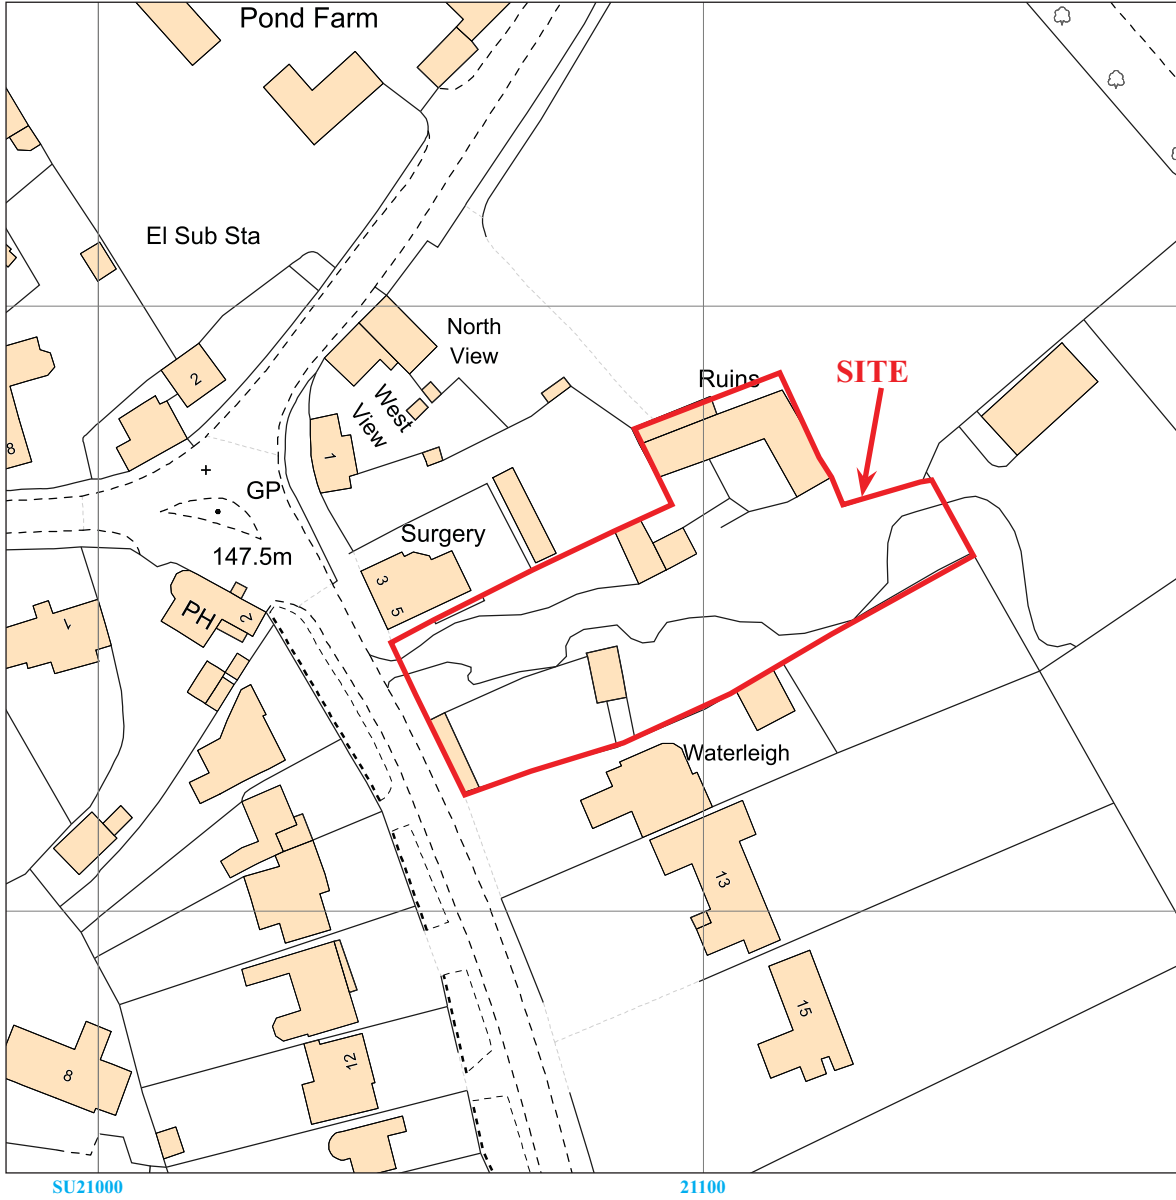 Pond Farm
El Sub Sta
North
View
Ruins
SITE
2
West
View
8
1
GP
Surgery
147.5m
3
5
PH
2
1
Waterleigh
13
15
12
8
SU21000
21100